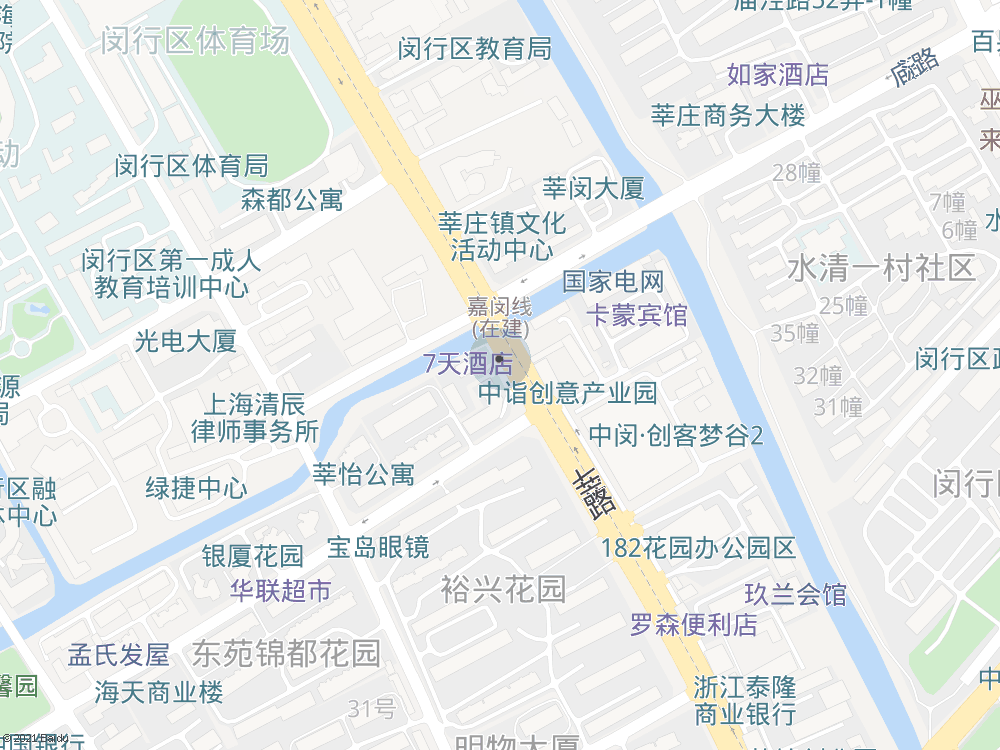 闵行区体育场
闵行区教育局
如家酒店
莘庄商务大楼
28幢
闵行区体育局
森都公寓
莘闵大厦
7幢
6幢
莘庄镇文化
活动中心
闵行区第一成人
教育培训中心
国家电网
水清一村社区
嘉闵线
(在建)
卡蒙宾馆
25幢
35幢
光电大厦
7天酒店
32幢
31幢
中诣创意产业园
上海清辰
律师事务所
中闵·创客梦谷2
莘怡公寓
绿捷中心
银厦花园
宝岛眼镜
182花园办公园区
华联超市
裕兴花园
玖兰会馆
罗森便利店
孟氏发屋
东苑锦都花园
海天商业楼
31号
浙江泰隆
商业银行
明物大厦
© 2021 Baidu